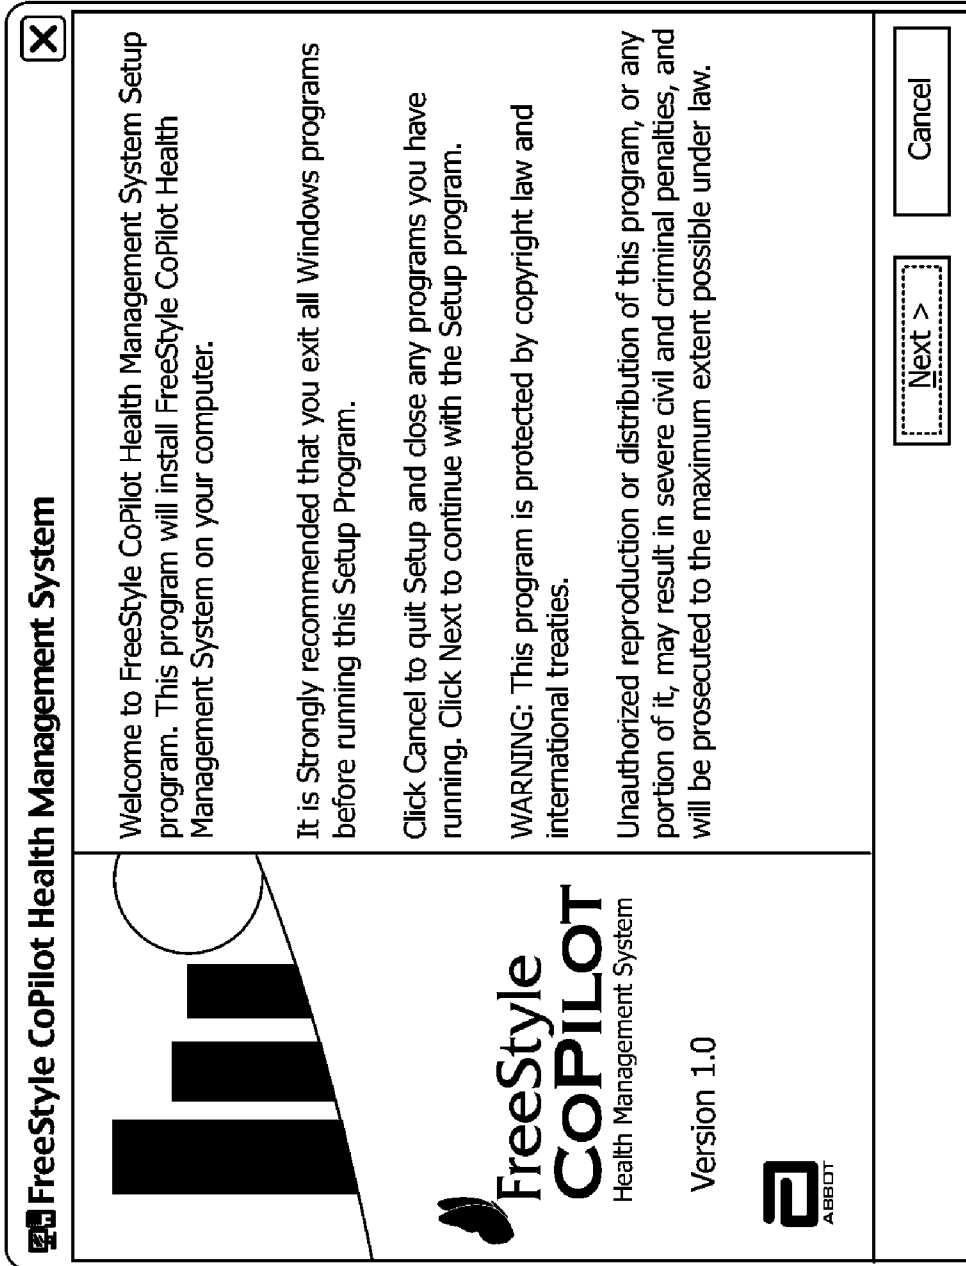 FreeStyle CoPilot Health Management System
Welcome to FreeStyle CoPilot Health Management System Setup
program. This program will install FreeStyle CoPilot Health
Management System on your computer.
It is Strongly recommended that you exit all Windows programs
before running this Setup Program.
Click Cancel to quit Setup and close any programs you have
running. Click Next to continue with the Setup program.
WARNING: This program is protected by copyright law and
international treaties.
Unauthorized reproduction or distribution of this program, or any
portion of it, may result in severe civil and criminal penalties, and
will be prosecuted to the maximum extent possible under law.
FreeStyle
COPILOT
Health Management System
Version 1.0
ABBOT
Next >
Cancel